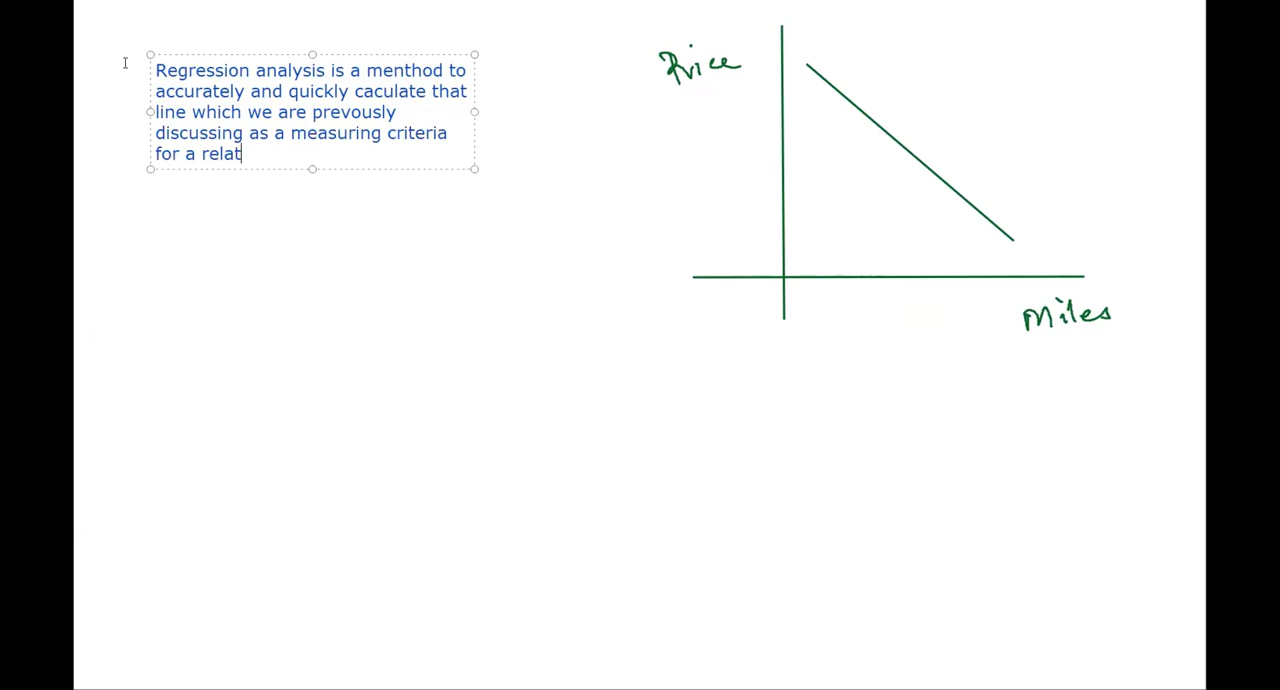 Regression analysis is a menthod to
accurately and quickly caculate that
line which we are prevously
discussing as a measuring criteria
for a relat
Price
Miles